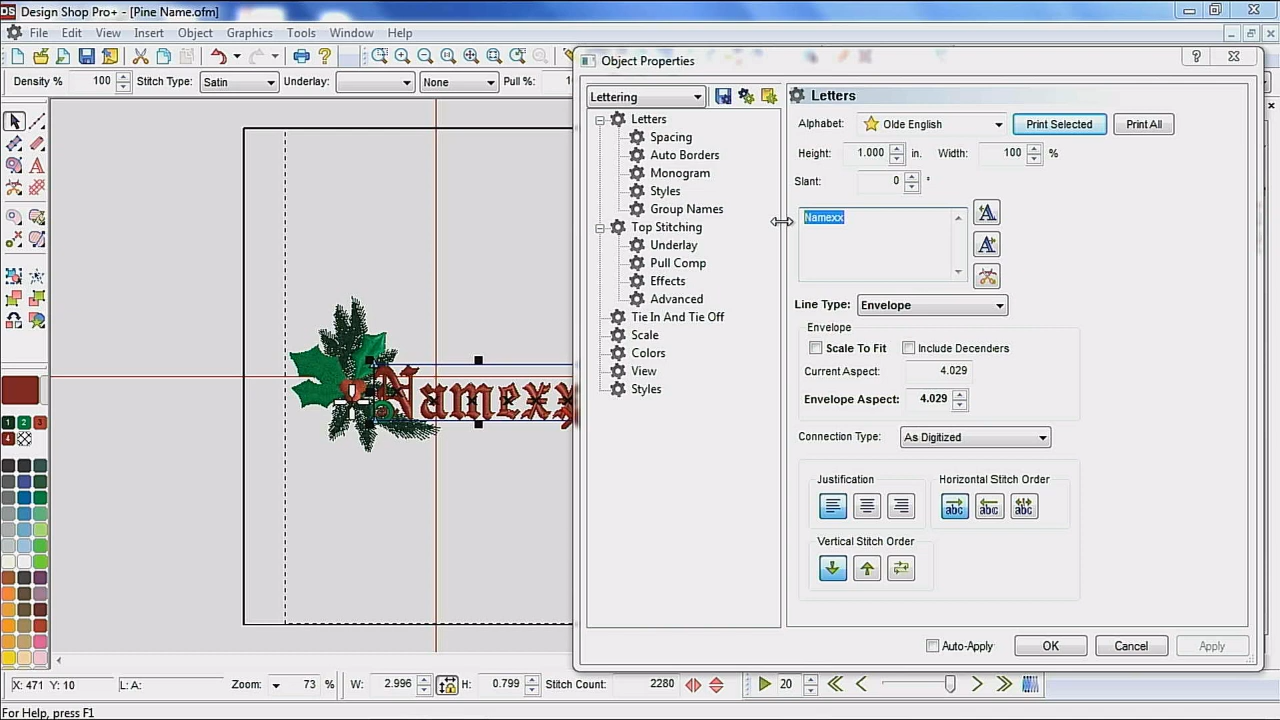 DS Design Shop Pro+ - [Pine Name.ofm]
File Edit View Insert Object Graphics Tools Window Help
Density % 100 Stitch Type: Satin Underlay: None Pull %:
Object Properties
Lettering
Letters
Spacing
Auto Borders
Monogram
Styles
Group Names
Top Stitching
Underlay
Pull Comp
Effects
Advanced
Tie In And Tie Off
Scale
Colors
View
Styles
Letters
Alphabet: Olde English Print Selected Print All
Height: 1.000 in. Width: 100 %
Slant: 0 °
Namexx
Line Type: Envelope
Envelope
Scale To Fit Include Decenders
Current Aspect: 4.029
Envelope Aspect: 4.029
Connection Type: As Digitized
Justification Horizontal Stitch Order
abc abc abc
Vertical Stitch Order
Auto-Apply OK Cancel Apply
Namexx
1 2 3
4
X: 471 Y: 10 L: A: Zoom: 73 % W: 2.996 H: 0.799 Stitch Count: 2280 20
For Help, press F1